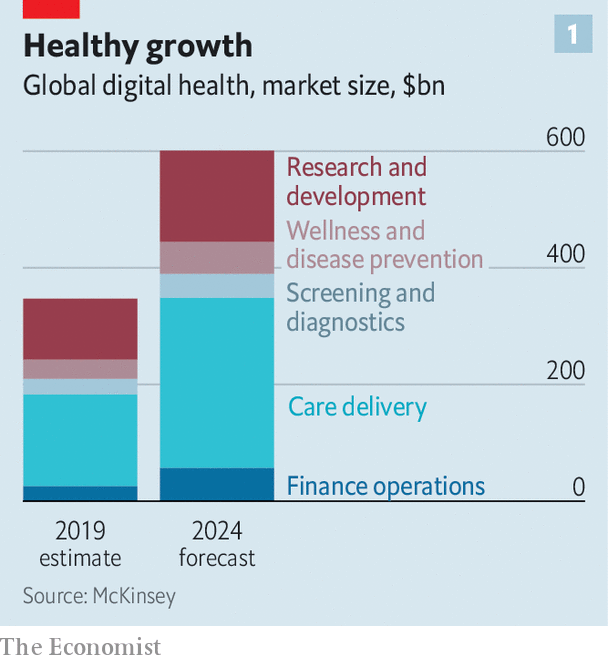 Healthy growth
1
Global digital health, market size, $bn
600
Research and
development
Wellness and
disease prevention
400
Screening and
diagnostics
200
Care delivery
Finance operations
0
2019
estimate
2024
forecast
Source: McKinsey
The Economist